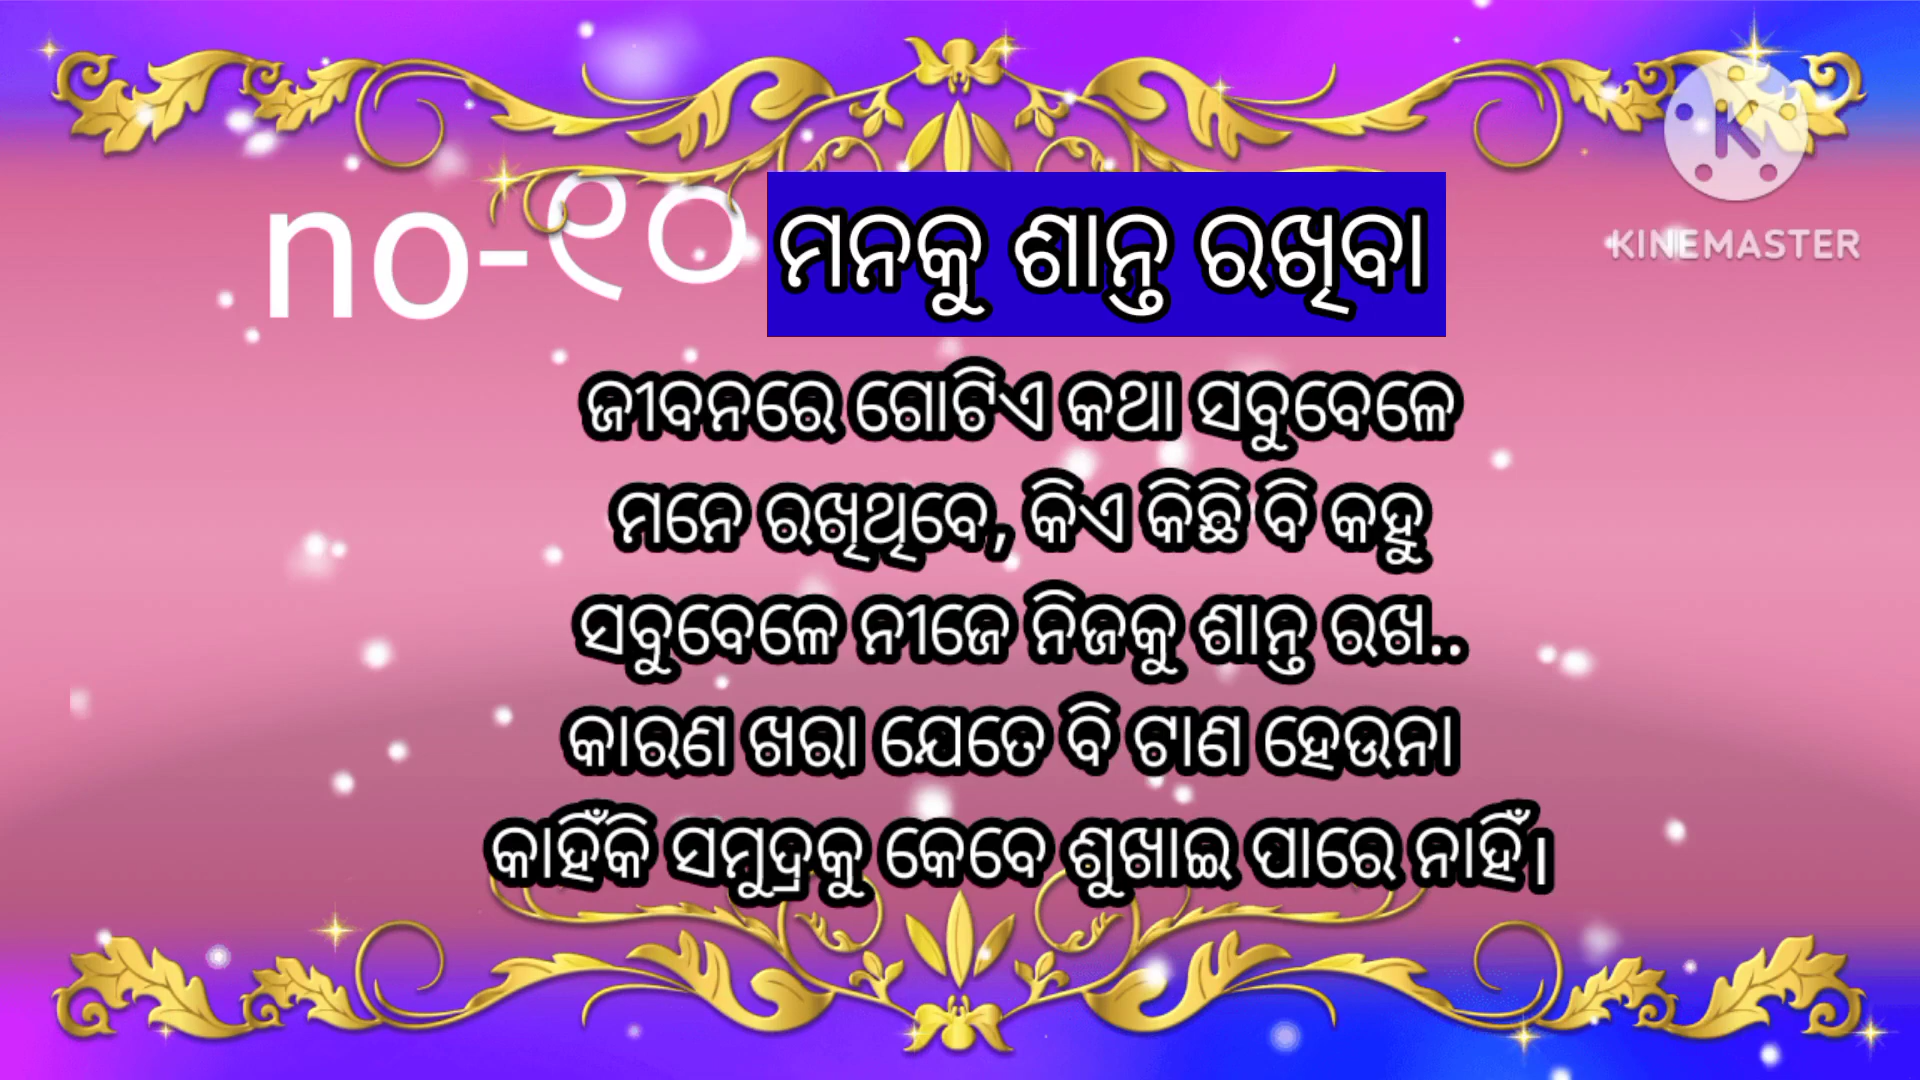 no-୧୦ ମନକୁ ଶାନ୍ତ ରଖିବା
KINEMASTER
ଜୀବନରେ ଗୋଟିଏ କଥା ସବୁବେଳେ
ମନେ ରଖିଥିବେ, କିଏ କିଛି ବି କହୁ
ସବୁବେଳେ ନୀଜେ ନିଜକୁ ଶାନ୍ତ ରଖ..
କାରଣ ଖରା ଯେତେ ବି ଟାଣ ହେଉନା
କାହିଁକି ସମୁଦ୍ରକୁ କେବେ ଶୁଖାଇ ପାରେ ନାହିଁ।